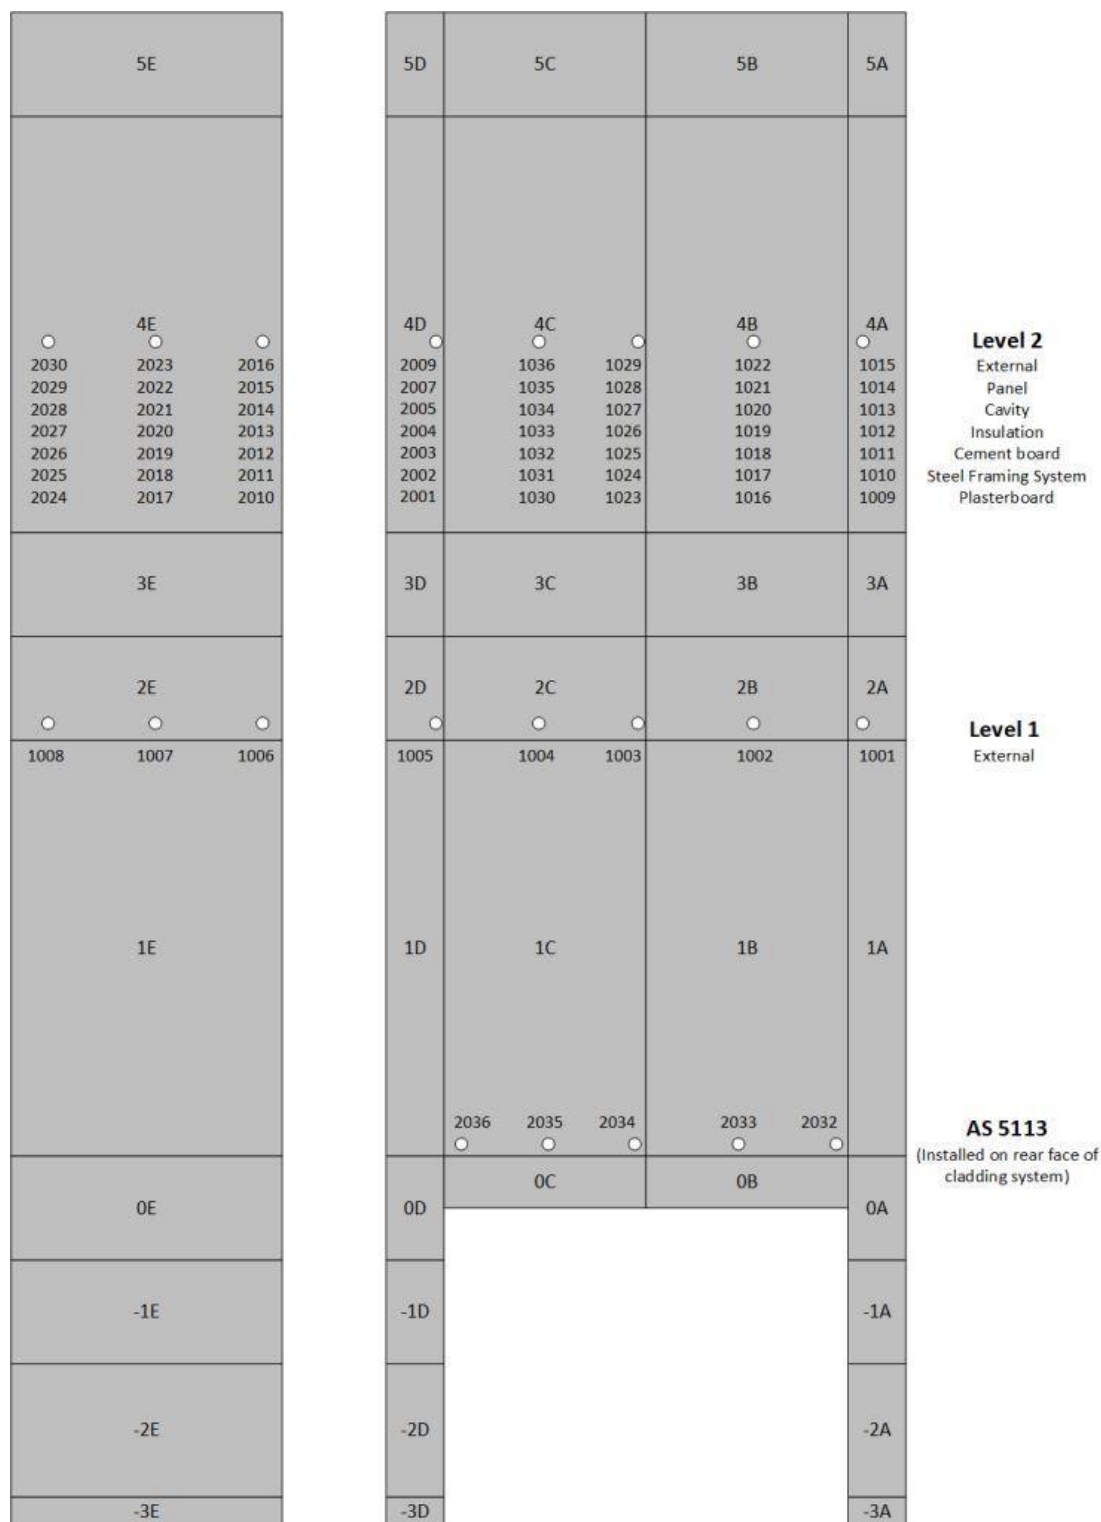 5E 5D 5C 5B 5A
4E 4D 4C 4B 4A
Level 2
2030 2023 2016 2009 1036 1029 1022 1015 External
2029 2022 2015 2007 1035 1028 1021 1014 Panel
2028 2021 2014 2005 1034 1027 1020 1013 Cavity
2027 2020 2013 2004 1033 1026 1019 1012 Insulation
2026 2019 2012 2003 1032 1025 1018 1011 Cement board
2025 2018 2011 2002 1031 1024 1017 1010 Steel Framing System
2024 2017 2010 2001 1030 1023 1016 1009 Plasterboard
3E 3D 3C 3B 3A
2E 2D 2C 2B 2A
Level 1
1008 1007 1006 1005 1004 1003 1002 1001 External
1E 1D 1C 1B 1A
2036 2035 2034 2033 2032
AS 5113
(Installed on rear face of
cladding system)
0C 0B
0E 0D 0A
-1E -1D -1A
-2E -2D -2A
-3E -3D -3A